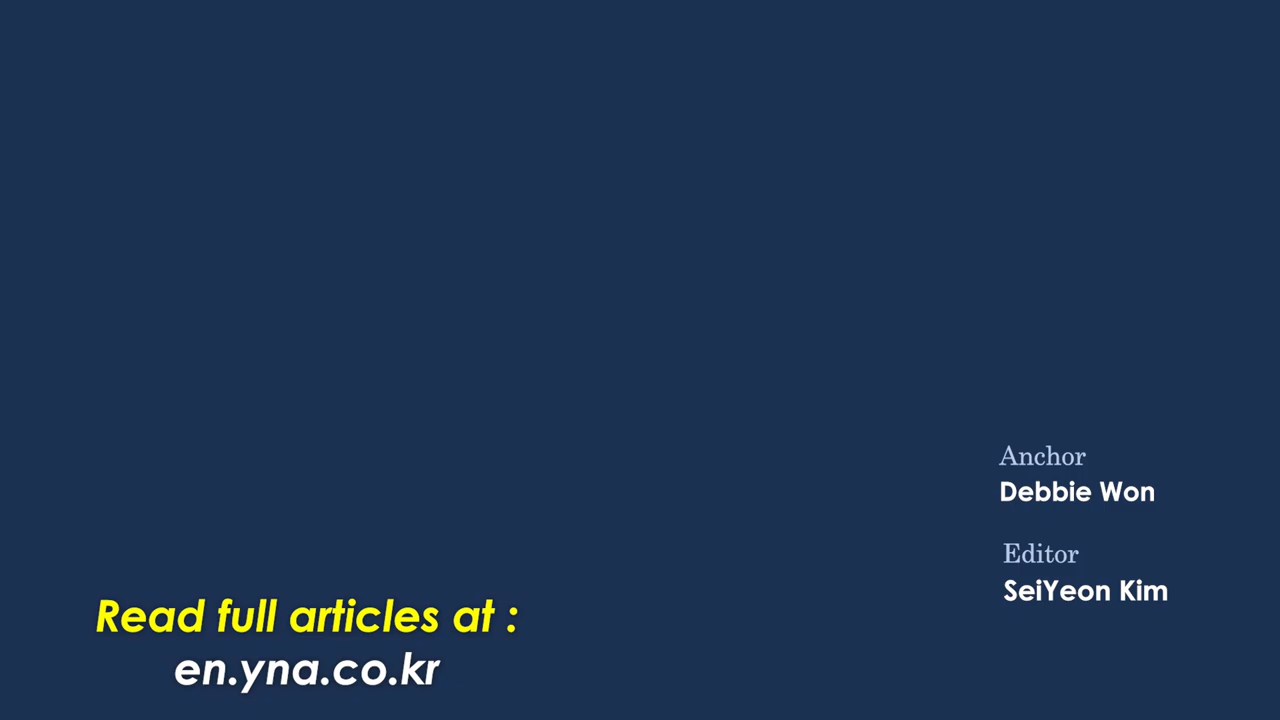 Anchor
Debbie Won
Editor
SeiYeon Kim
Read full articles at :
en.yna.co.kr